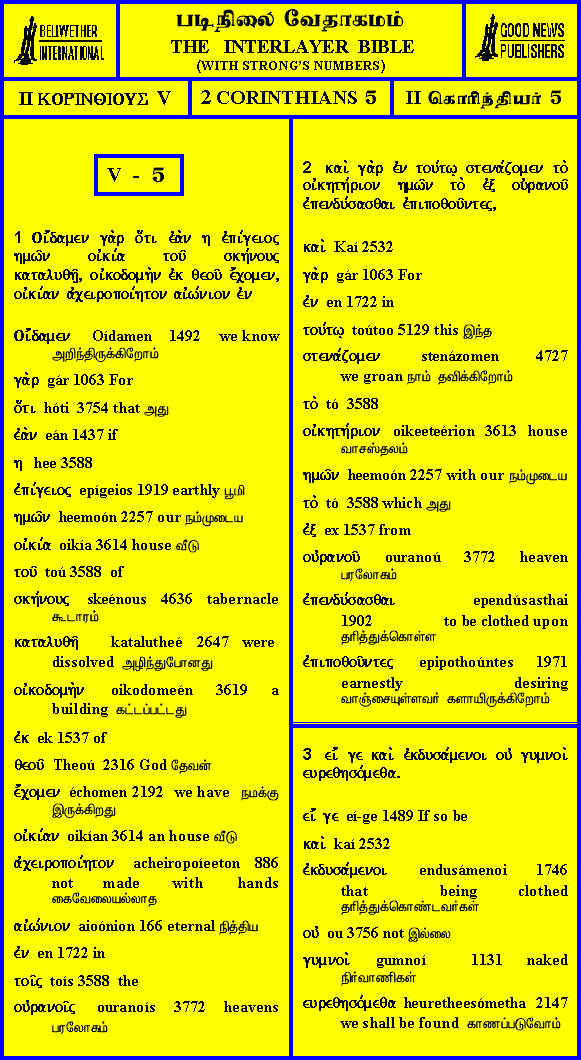 BELLWETHER
INTERNATIONAL
படிநிலை வேதாகமம்
THE INTERLAYER BIBLE
(WITH STRONG'S NUMBERS)
GOOD NEWS
PUBLISHERS
II ΚΟΡΙΝΘΙΟΥΣ V
2 CORINTHIANS 5
II கொரிந்தியர் 5
V - 5
1 Οἴδαμεν γὰρ ὅτι ἐὰν η ἐπίγειος
ημῶν οἰκία τοῦ σκήνους
καταλυθῇ, οἰκοδομὴν ἐκ θεοῦ ἔχομεν,
οἰκίαν ἀχειροποίητον αἰώνιον ἐν
Οἴδαμεν Oídamen 1492 we know
அறிந்திருக்கிறோம்
γὰρ gár 1063 For
ὅτι hóti 3754 that அது
ἐὰν eán 1437 if
η hee 3588
ἐπίγειος epígeios 1919 earthly பூமி
ημῶν heemoón 2257 our நம்முடைய
οἰκία oikía 3614 house வீடு
τοῦ toú 3588 of
σκήνους skeénous 4636 tabernacle
கூடாரம்
καταλυθῇ katalutheé 2647 were
dissolved அழிந்துபோனது
οἰκοδομὴν oikodomeén 3619 a
building கட்டப்பட்டது
ἐκ ek 1537 of
θεοῦ Theoú 2316 God தேவன்
ἔχομεν échomen 2192 we have நமக்கு
இருக்கிறது
οἰκίαν oikían 3614 an house வீடு
ἀχειροποίητον acheiropoíeeton 886
not made with hands
கைவேலையல்லாத
αἰώνιον aioónion 166 eternal நித்திய
ἐν en 1722 in
τοῖς toís 3588 the
οὐρανοῖς ouranoís 3772 heavens
பரலோகம்
2 καὶ γὰρ ἐν τούτῳ στενάζομεν τὸ
οἰκητήριον ημῶν τὸ ἐξ οὐρανοῦ
ἐπενδύσασθαι ἐπιποθοῦντες,
καὶ Kaí 2532
γὰρ gár 1063 For
ἐν en 1722 in
τούτῳ toútoo 5129 this இந்த
στενάζομεν stenázomen 4727
we groan நாம் தவிக்கிறோம்
τὸ tó 3588
οἰκητήριον oikeeteérion 3613 house
வாசஸ்தலம்
ημῶν heemoón 2257 with our நம்முடைய
τὸ tó 3588 which அது
ἐξ ex 1537 from
οὐρανοῦ ouranoú 3772 heaven
பரலோகம்
ἐπενδύσασθαι ependúsasthai
1902 to be clothed upon
தரித்துக்கொள்ள
ἐπιποθοῦντες epipothoúntes 1971
earnestly desiring
வாஞ்சையுள்ளவர் களாயிருக்கிறோம்
3 εἴ γε καὶ ἐκδυσάμενοι οὐ γυμνοὶ
ευρεθησόμεθα.
εἴ γε eí-ge 1489 If so be
καὶ kaí 2532
ἐκδυσάμενοι endusámenoi 1746
that being clothed
தரித்துக்கொண்டவர்கள்
οὐ ou 3756 not இல்லை
γυμνοὶ gumnoí 1131 naked
நிர்வாணிகள்
ευρεθησόμεθα heuretheesómetha 2147
we shall be found காணப்படுவோம்